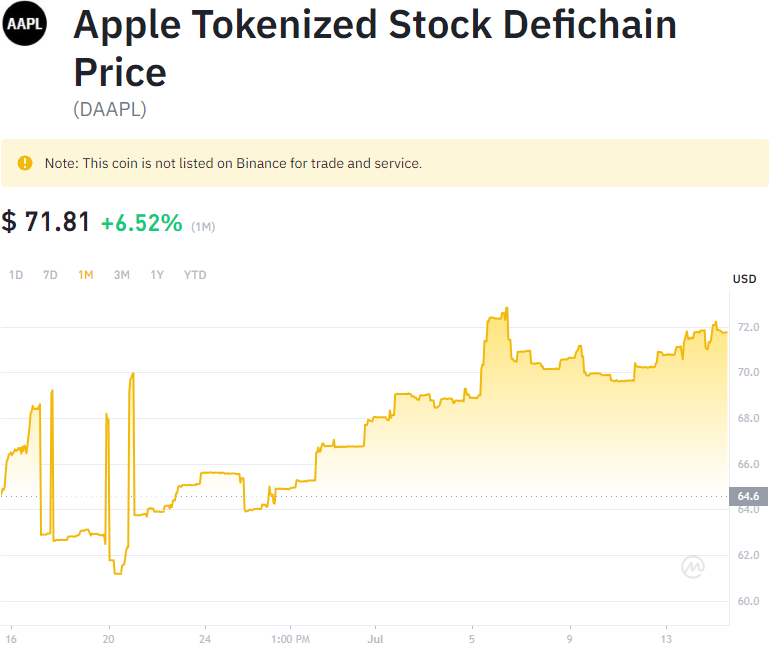 AAPL
Apple Tokenized Stock Defichain
Price
(DAAPL)
Note: This coin is not listed on Binance for trade and service.
$ 71.81 +6.52% (1M)
1D 7D 1M 3M 1Y YTD
USD
72.0
70.0
68.0
66.0
64.6
64.0
62.0
60.0
16 20 24 1:00 PM Jul 5 9 13